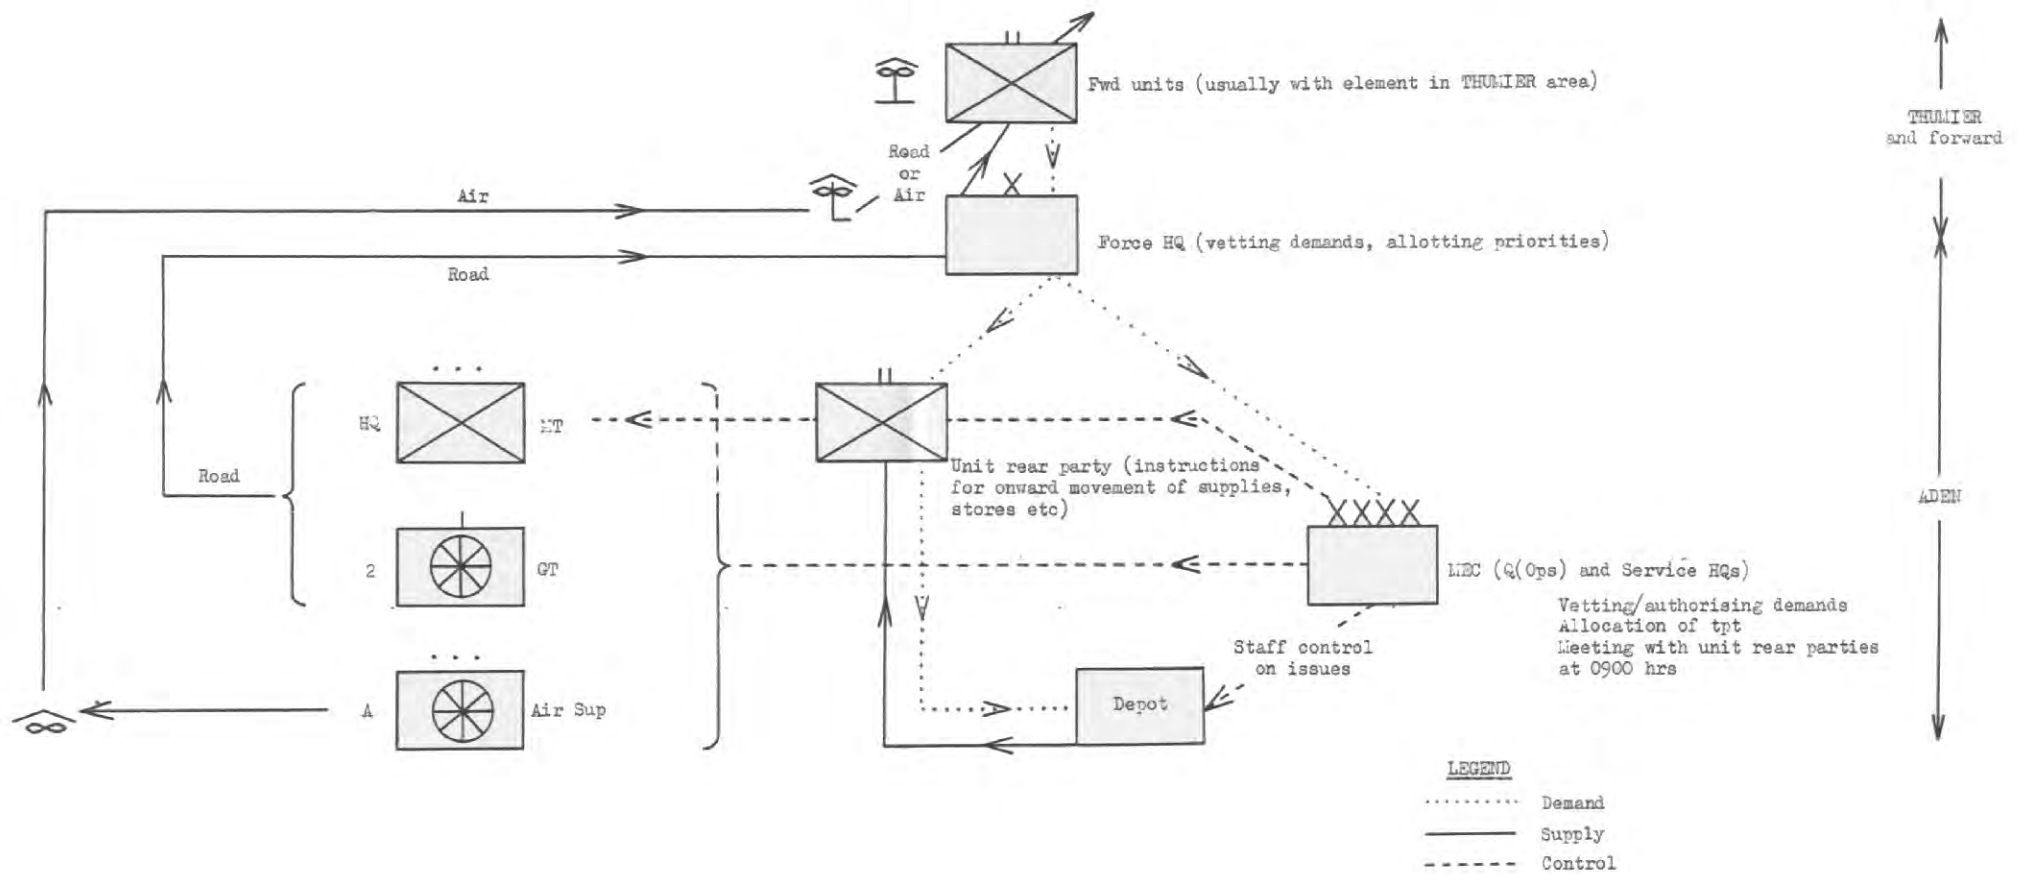 Fwd units (usually with element in THUMIER area)
THUMIER
and forward
Road
or
Air
Air
Force HQ (vetting demands, allotting priorities)
Road
HQ
MT
Road
Unit rear party (instructions
for onward movement of supplies,
stores etc)
ADEN
2
GT
MEC (Q(Ops) and Service HQs)
Vetting/authorising demands
Allocation of tpt
Meeting with unit rear parties
at 0900 hrs
Staff control
on issues
A
Air Sup
Depot
LEGEND
Demand
Supply
Control